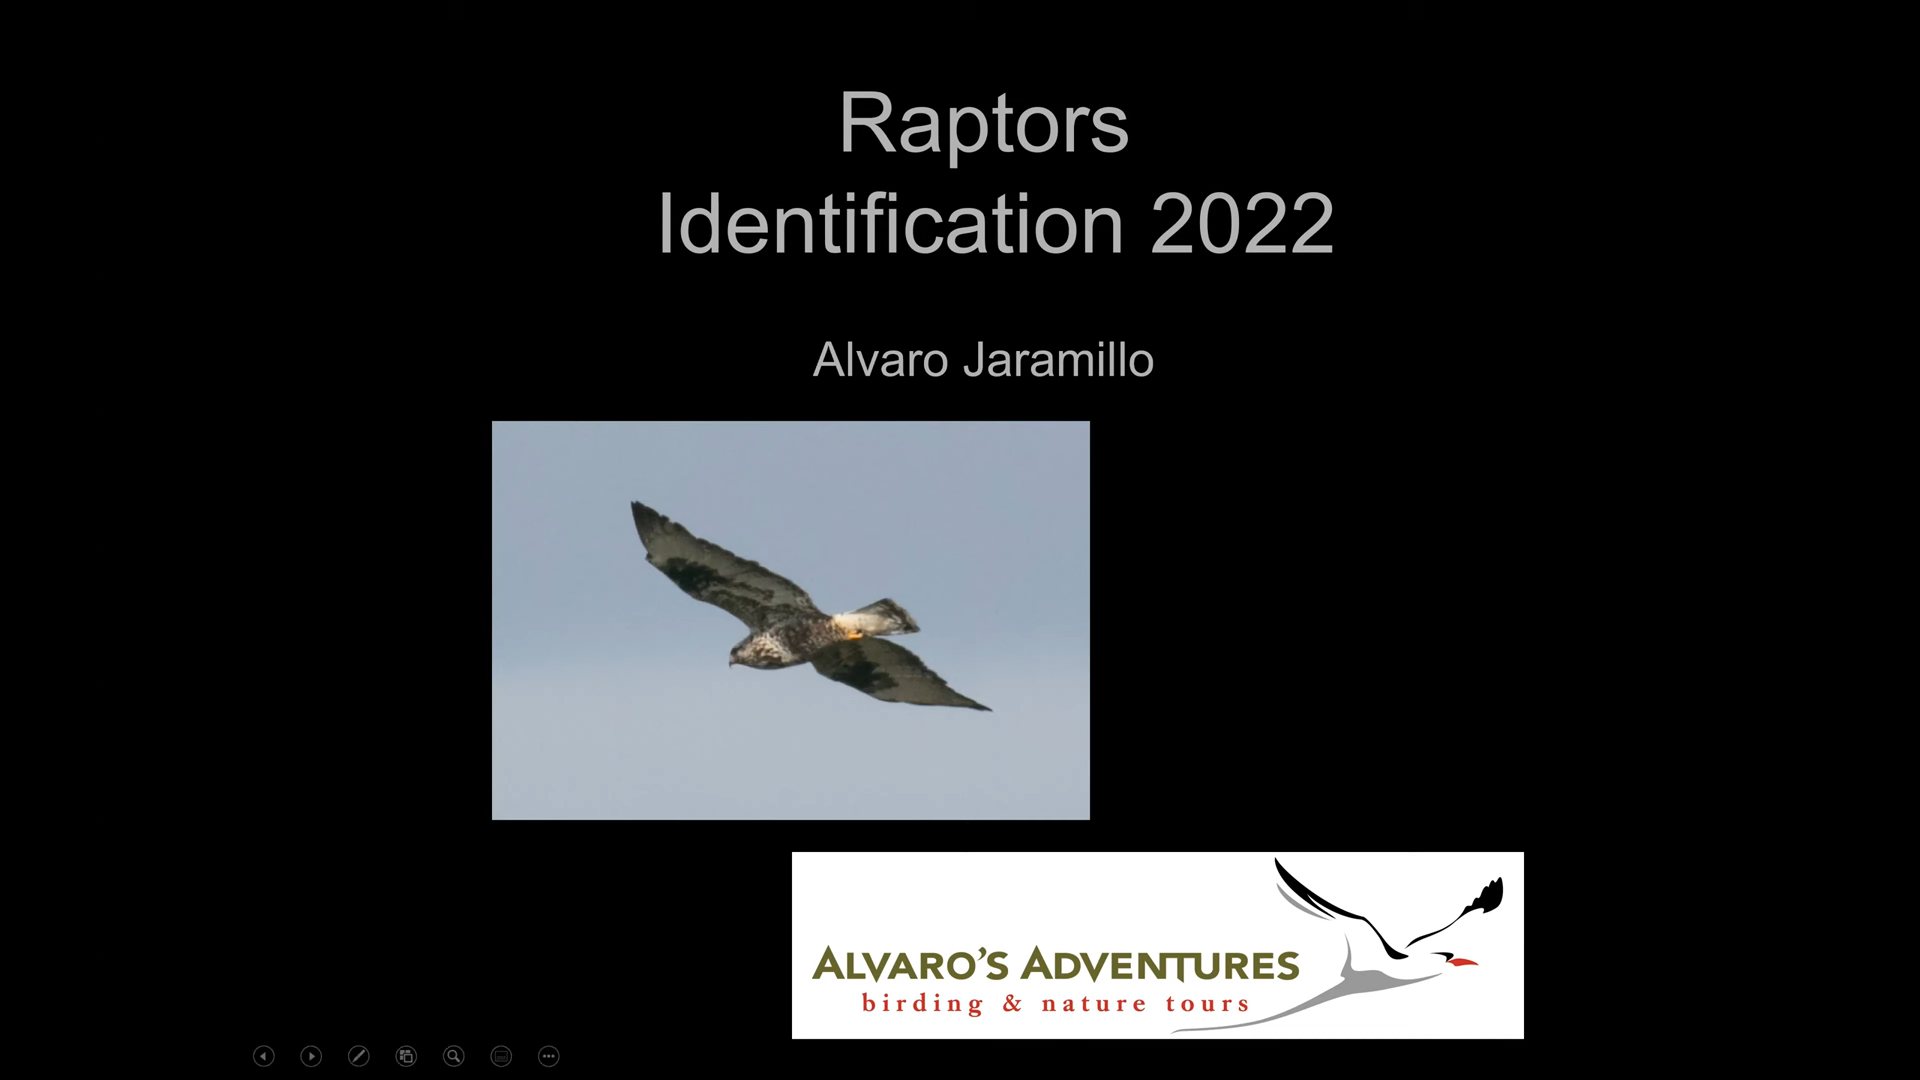 Raptors
Identification 2022
Alvaro Jaramillo
ALVARO'S ADVENTURES
birding & nature tours